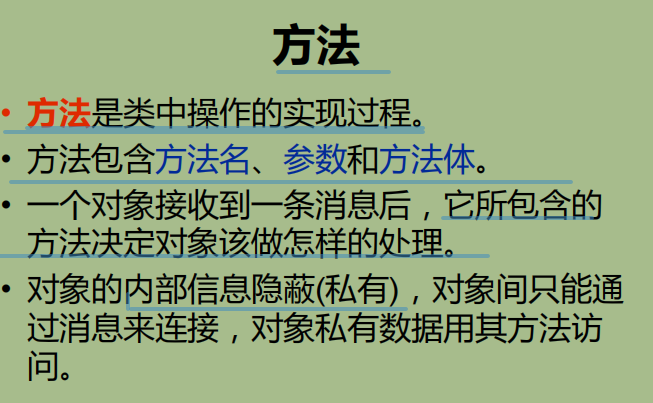 方法
• 方法是类中操作的实现过程。
• 方法包含方法名、参数和方法体。
• 一个对象接收到一条消息后，它所包含的
方法决定对象该做怎样的处理。
• 对象的内部信息隐蔽(私有)，对象间只能通
过消息来连接，对象私有数据用其方法访
问。